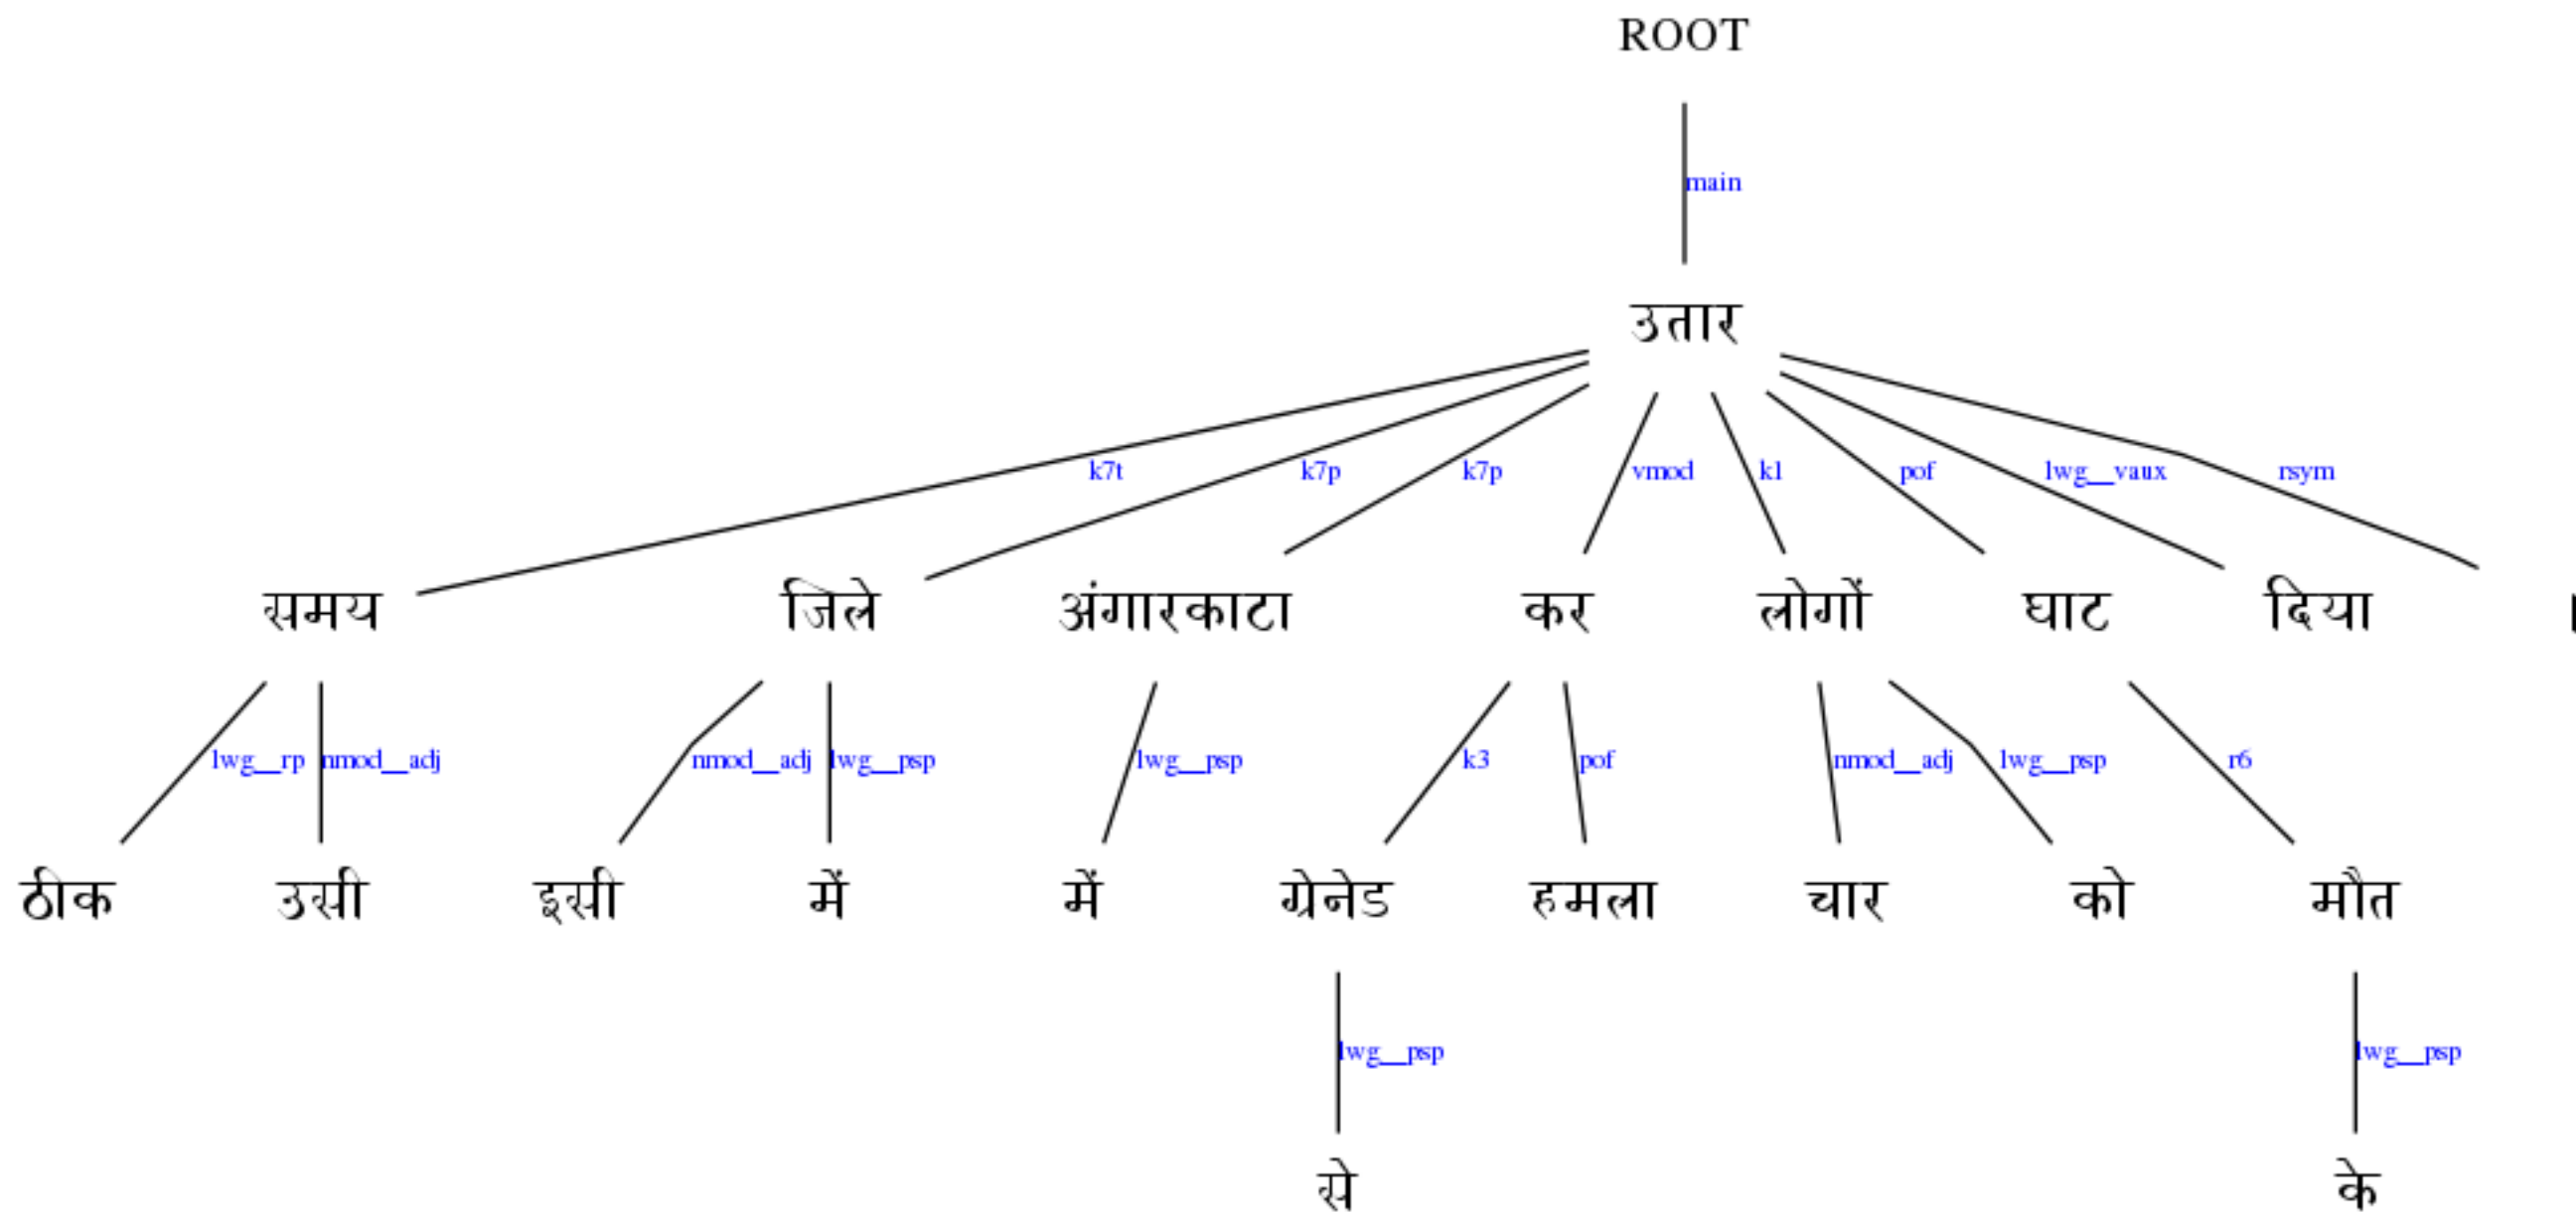 ROOT
main
उतार
k7t k7p k7p vmod k1 pof lwg__vaux rsym
समय जिले अंगारकाटा कर लोगों घाट दिया ।
lwg__rp nmod__adj nmod__adj lwg__psp lwg__psp k3 pof nmod__adj lwg__psp r6
ठीक उसी इसी में में ग्रेनेड हमला चार को मौत
lwg__psp lwg__psp
से के